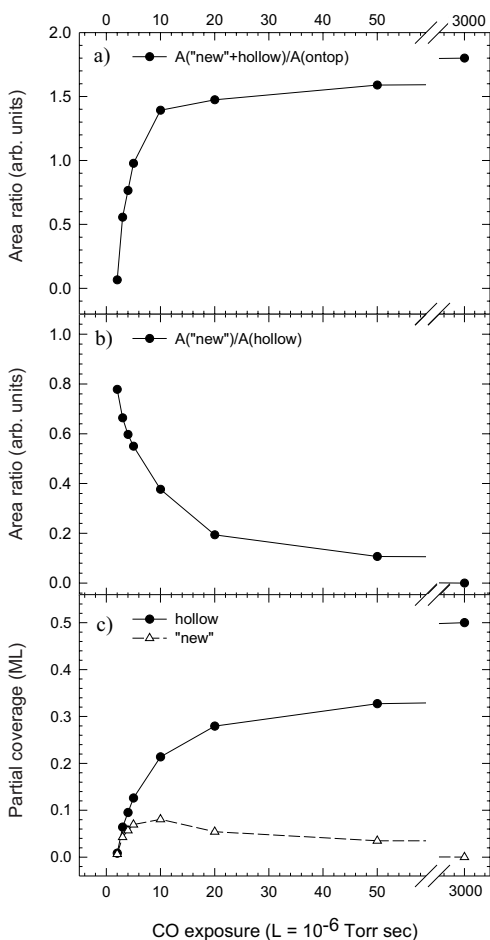 0 10 20 30 40 50 3000
2.0
a) A("new"+hollow)/A(ontop)
1.5
1.0
0.5
0.0
Area ratio (arb. units)
1.0
b) A("new")/A(hollow)
0.8
0.6
0.4
0.2
0.0
Area ratio (arb. units)
0.5
c) hollow
"new"
0.4
0.3
0.2
0.1
0.0
Partial coverage (ML)
0 10 20 30 40 50 3000
CO exposure (L = 10⁻⁶ Torr sec)